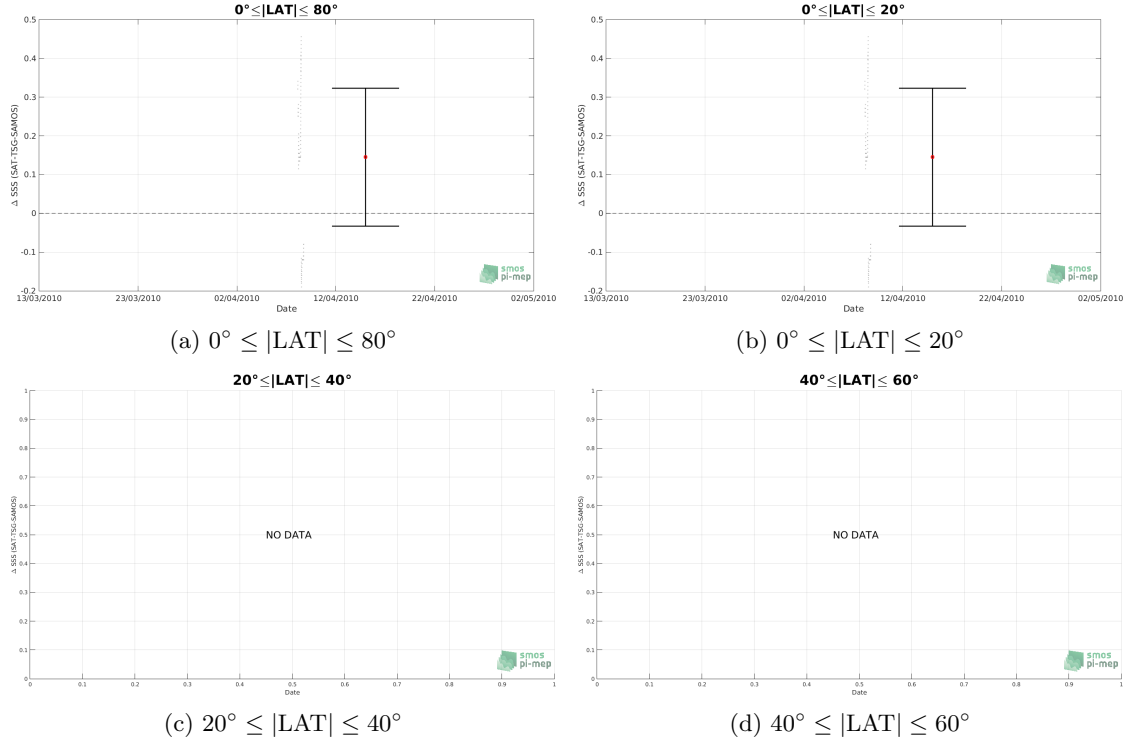 0°≤|LAT|≤ 80°
0.5
0.4
0.3
0.2
0.1
0
-0.1
-0.2
Δ SSS (SAT-TSG-SAMOS)
13/03/2010 23/03/2010 02/04/2010 12/04/2010 22/04/2010 02/05/2010
Date
smos
pi-mep
(a) 0° ≤ |LAT| ≤ 80°
0°≤|LAT|≤ 20°
0.5
0.4
0.3
0.2
0.1
0
-0.1
-0.2
Δ SSS (SAT-TSG-SAMOS)
13/03/2010 23/03/2010 02/04/2010 12/04/2010 22/04/2010 02/05/2010
Date
smos
pi-mep
(b) 0° ≤ |LAT| ≤ 20°
20°≤|LAT|≤ 40°
1
0.9
0.8
0.7
0.6
0.5
0.4
0.3
0.2
0.1
0
Δ SSS (SAT-TSG-SAMOS)
NO DATA
0 0.1 0.2 0.3 0.4 0.5 0.6 0.7 0.8 0.9 1
Date
smos
pi-mep
(c) 20° ≤ |LAT| ≤ 40°
40°≤|LAT|≤ 60°
1
0.9
0.8
0.7
0.6
0.5
0.4
0.3
0.2
0.1
0
Δ SSS (SAT-TSG-SAMOS)
NO DATA
0 0.1 0.2 0.3 0.4 0.5 0.6 0.7 0.8 0.9 1
Date
smos
pi-mep
(d) 40° ≤ |LAT| ≤ 60°